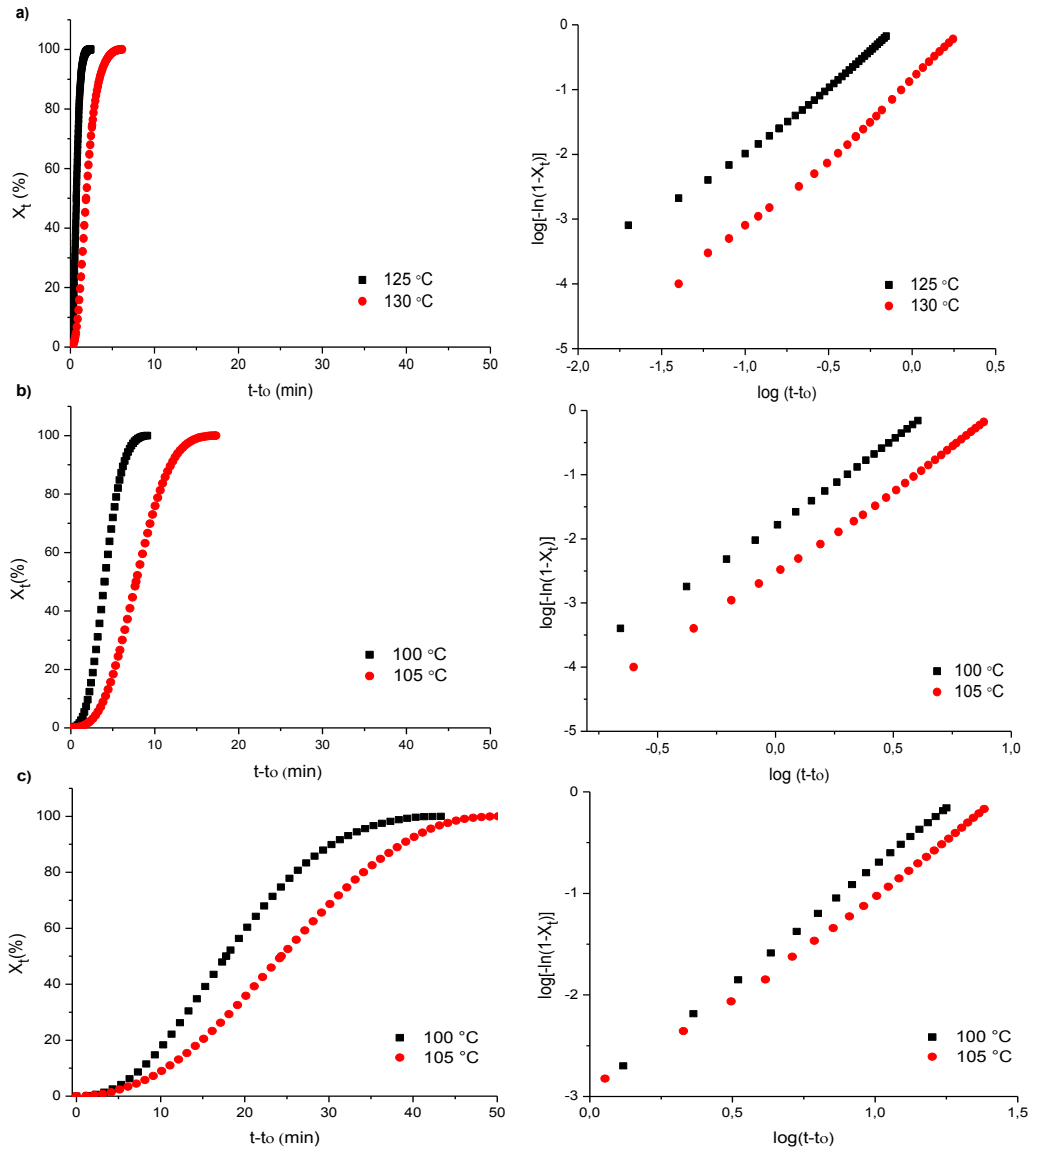 a)
X_t (%)
100
80
60
40
20
0
125 °C
130 °C
0 10 20 30 40 50
t-to (min)
log[-ln(1-X_t)]
0
-1
-2
-3
-4
-5
125 °C
130 °C
-2,0 -1,5 -1,0 -0,5 0,0 0,5
log (t-to)
b)
X_t(%)
100
80
60
40
20
0
100 °C
105 °C
0 10 20 30 40 50
t-to (min)
log[-ln(1-X_t)]
0
-1
-2
-3
-4
-5
100 °C
105 °C
-0,5 0,0 0,5 1,0
log (t-to)
c)
X_t(%)
100
80
60
40
20
0
100 °C
105 °C
0 10 20 30 40 50
t-to (min)
log[-ln(1-X_t)]
0
-1
-2
-3
100 °C
105 °C
0,0 0,5 1,0 1,5
log(t-to)